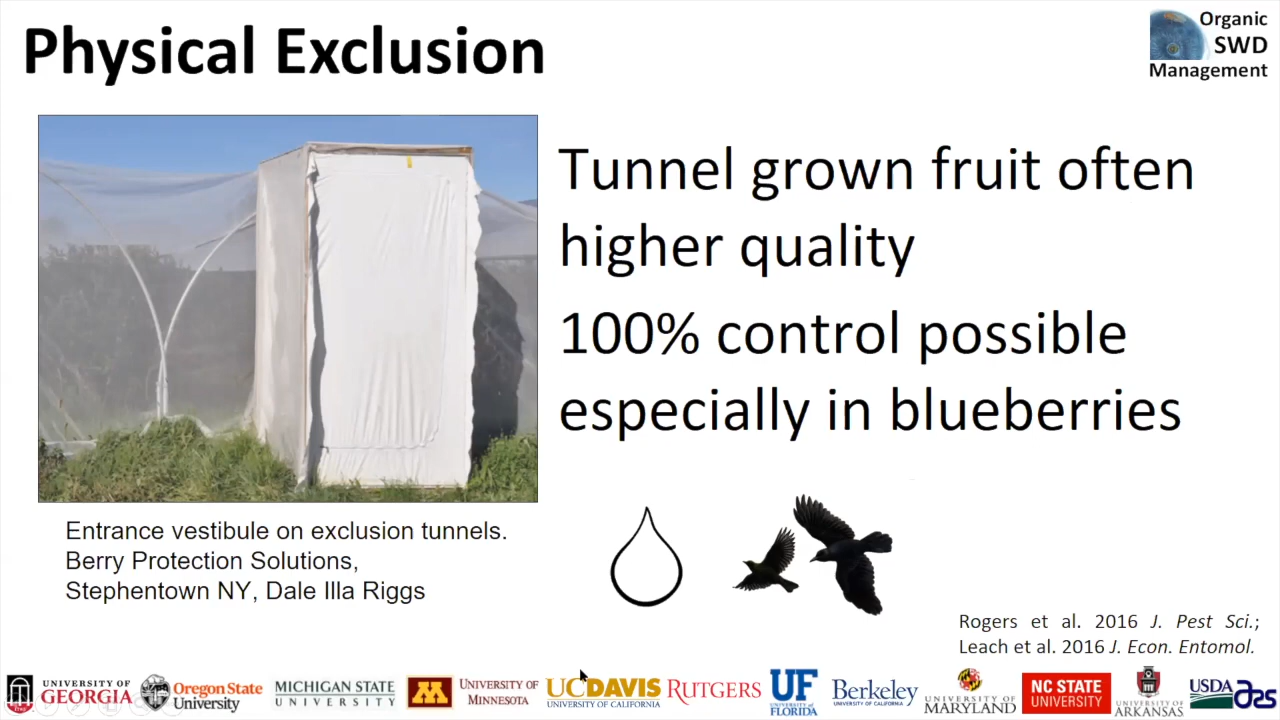 Physical Exclusion
Organic
SWD
Management
Tunnel grown fruit often
higher quality
100% control possible
especially in blueberries
Entrance vestibule on exclusion tunnels.
Berry Protection Solutions,
Stephentown NY, Dale Illa Riggs
Rogers et al. 2016 J. Pest Sci.;
Leach et al. 2016 J. Econ. Entomol.
UNIVERSITY OF
GEORGIA
Oregon State
University
MICHIGAN STATE
UNIVERSITY
M
UNIVERSITY
OF MINNESOTA
UCDAVIS
UNIVERSITY OF CALIFORNIA
RUTGERS
UF
UNIVERSITY of
FLORIDA
Berkeley
UNIVERSITY OF CALIFORNIA
UNIVERSITY OF
MARYLAND
NC STATE
UNIVERSITY
UNIVERSITY OF
ARKANSAS
USDA